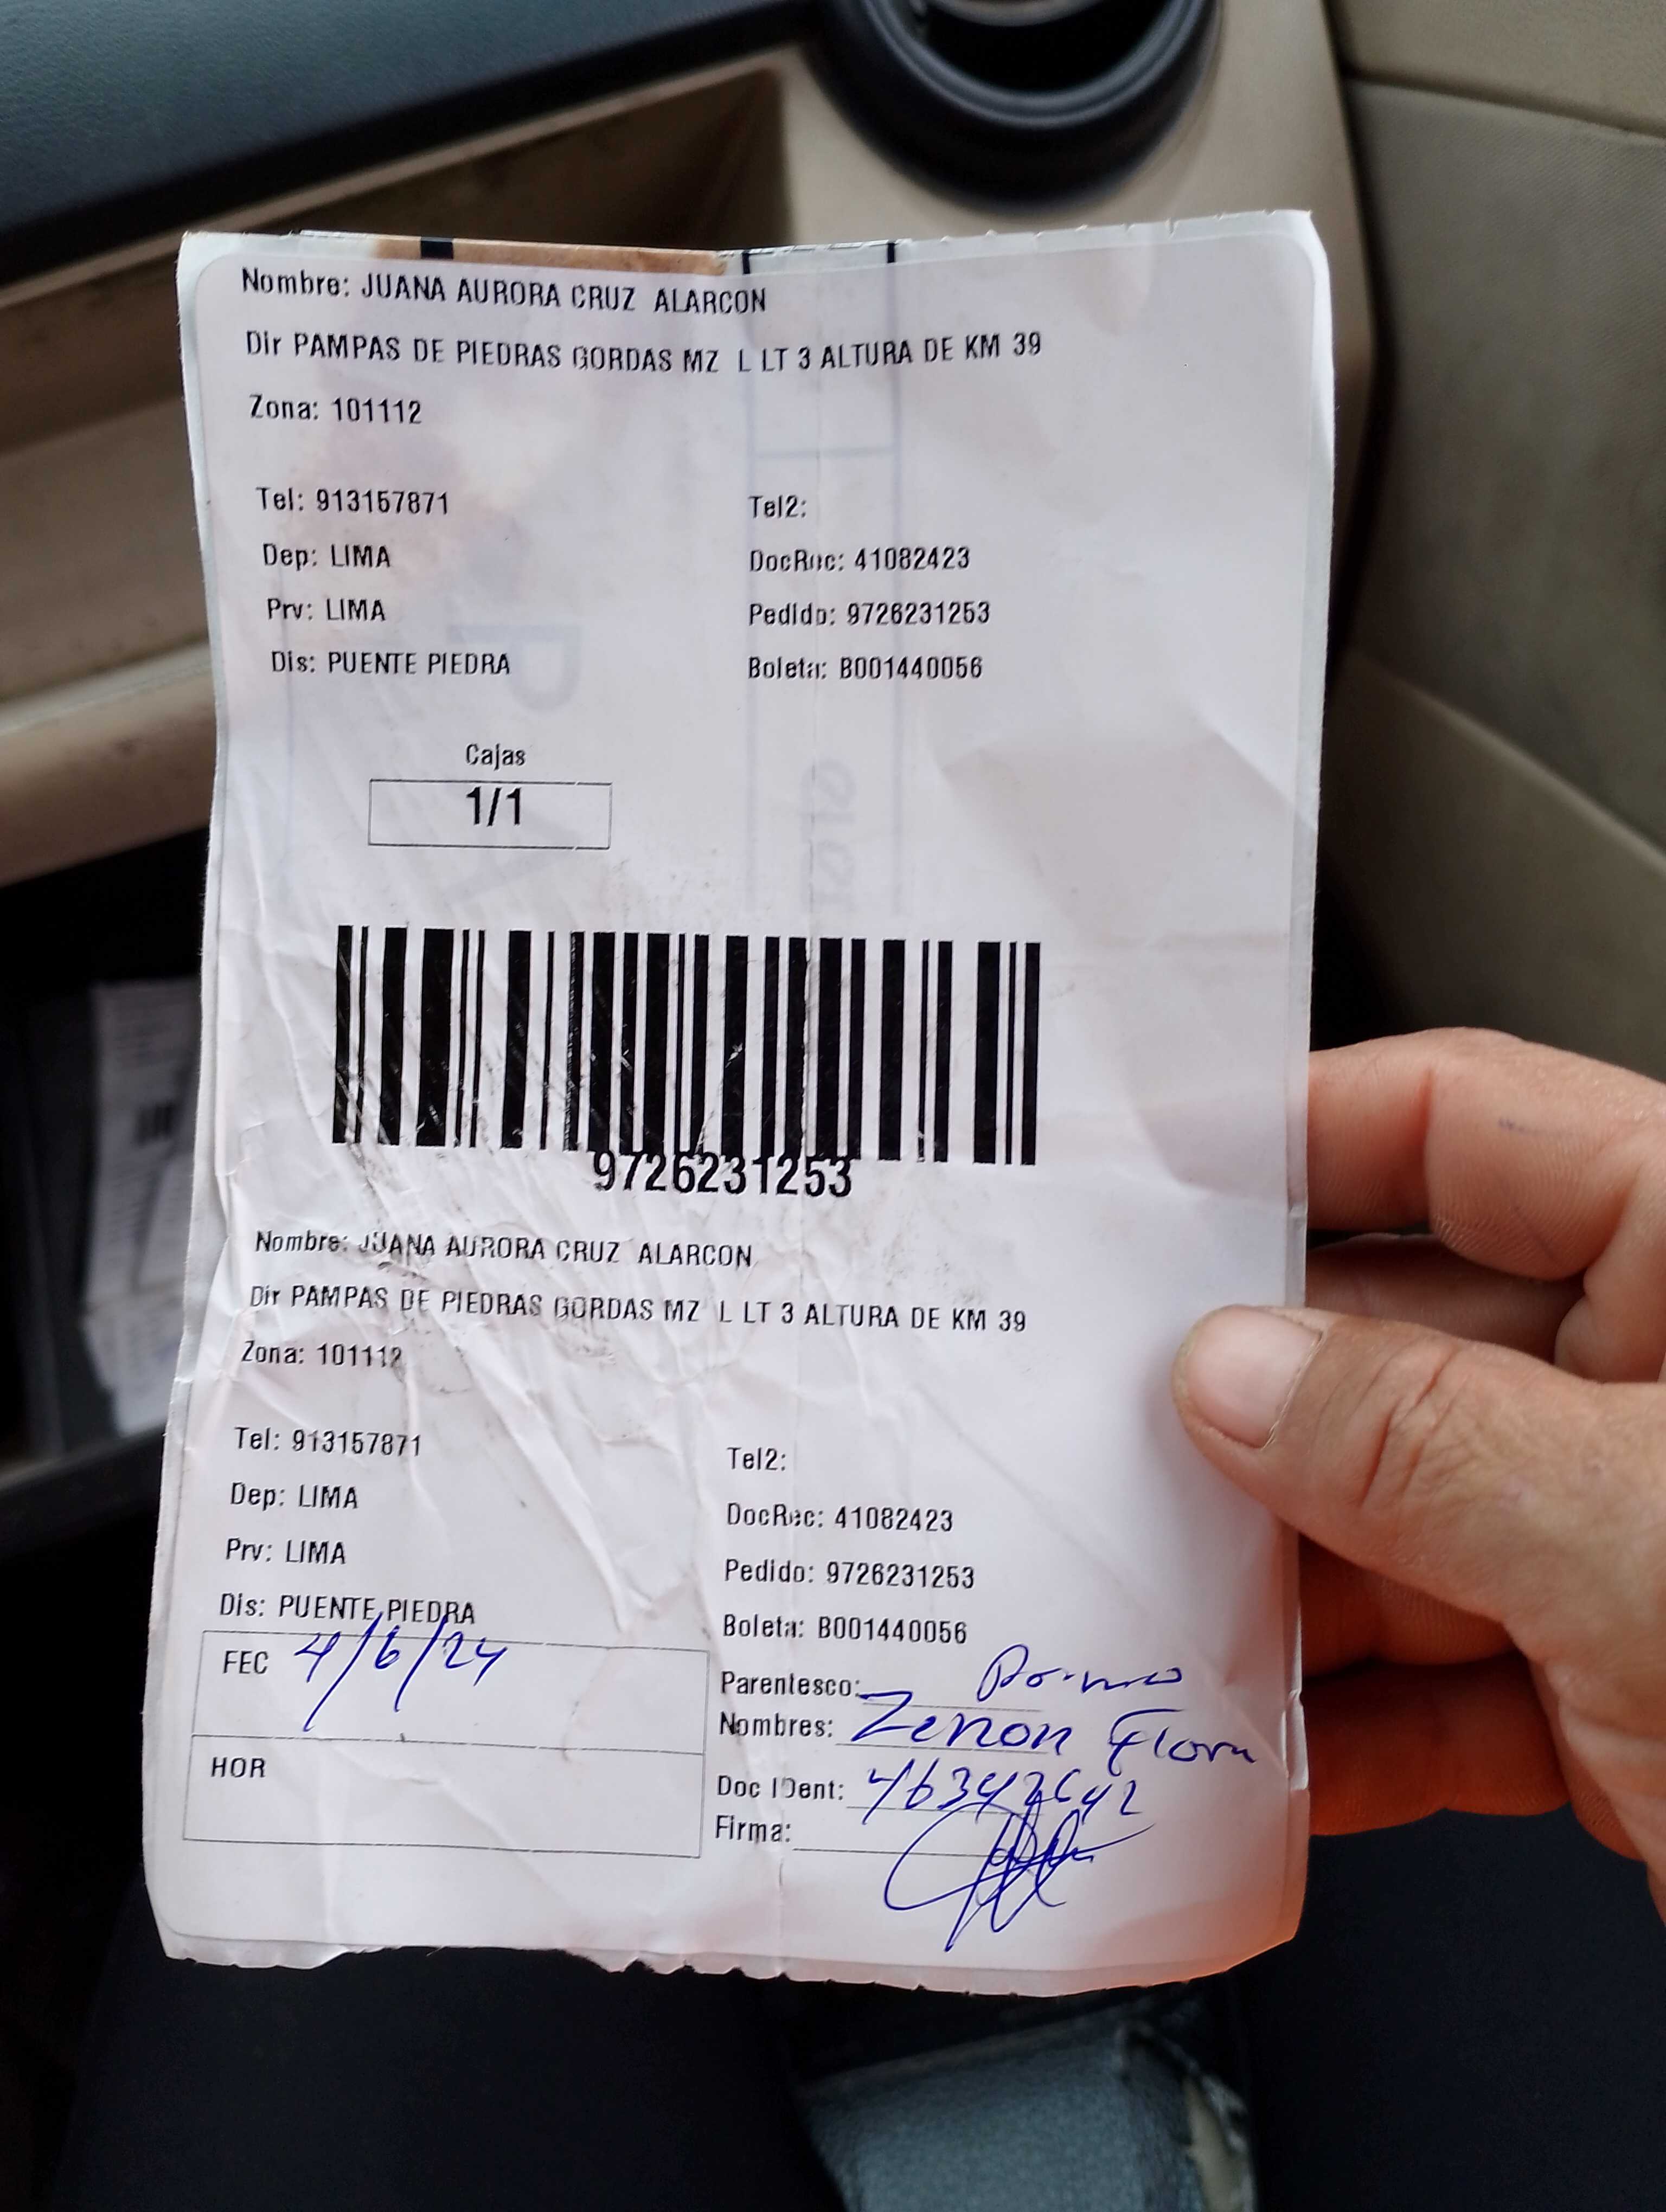 Nombre: JUANA AURORA CRUZ ALARCON
Dir PAMPAS DE PIEDRAS GORDAS MZ L LT 3 ALTURA DE KM 39
Zona: 101112
Tel: 913157871 Tel2:
Dep: LIMA DocRec: 41082423
Prv: LIMA Pedido: 9726231253
Dis: PUENTE PIEDRA Boleta: B001440056
Cajas
1/1
9726231253
Nombre: JUANA AURORA CRUZ ALARCON
Dir PAMPAS DE PIEDRAS GORDAS MZ L LT 3 ALTURA DE KM 39
Zona: 101112
Tel: 913157871 Tel2:
Dep: LIMA DocRec: 41082423
Prv: LIMA Pedido: 9726231253
Dis: PUENTE PIEDRA Boleta: B001440056
FEC 4/6/24 Parentesco:
Nombres: Zenon
HOR Doc IDent:
Firma: